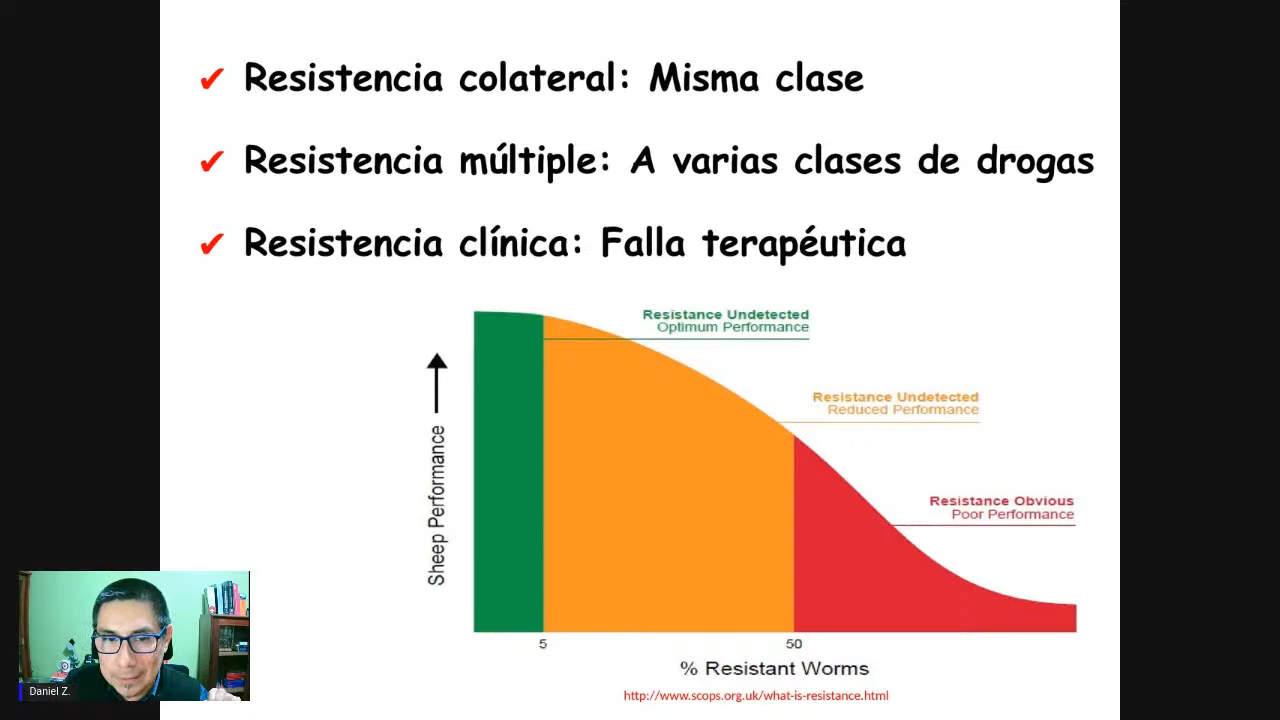 ✔ Resistencia colateral: Misma clase
✔ Resistencia múltiple: A varias clases de drogas
✔ Resistencia clínica: Falla terapéutica
Resistance Undetected
Optimum Performance
Resistance Undetected
Reduced Performance
Resistance Obvious
Poor Performance
Sheep Performance
5
50
% Resistant Worms
http://www.scops.org.uk/what-is-resistance.html
Daniel Z.